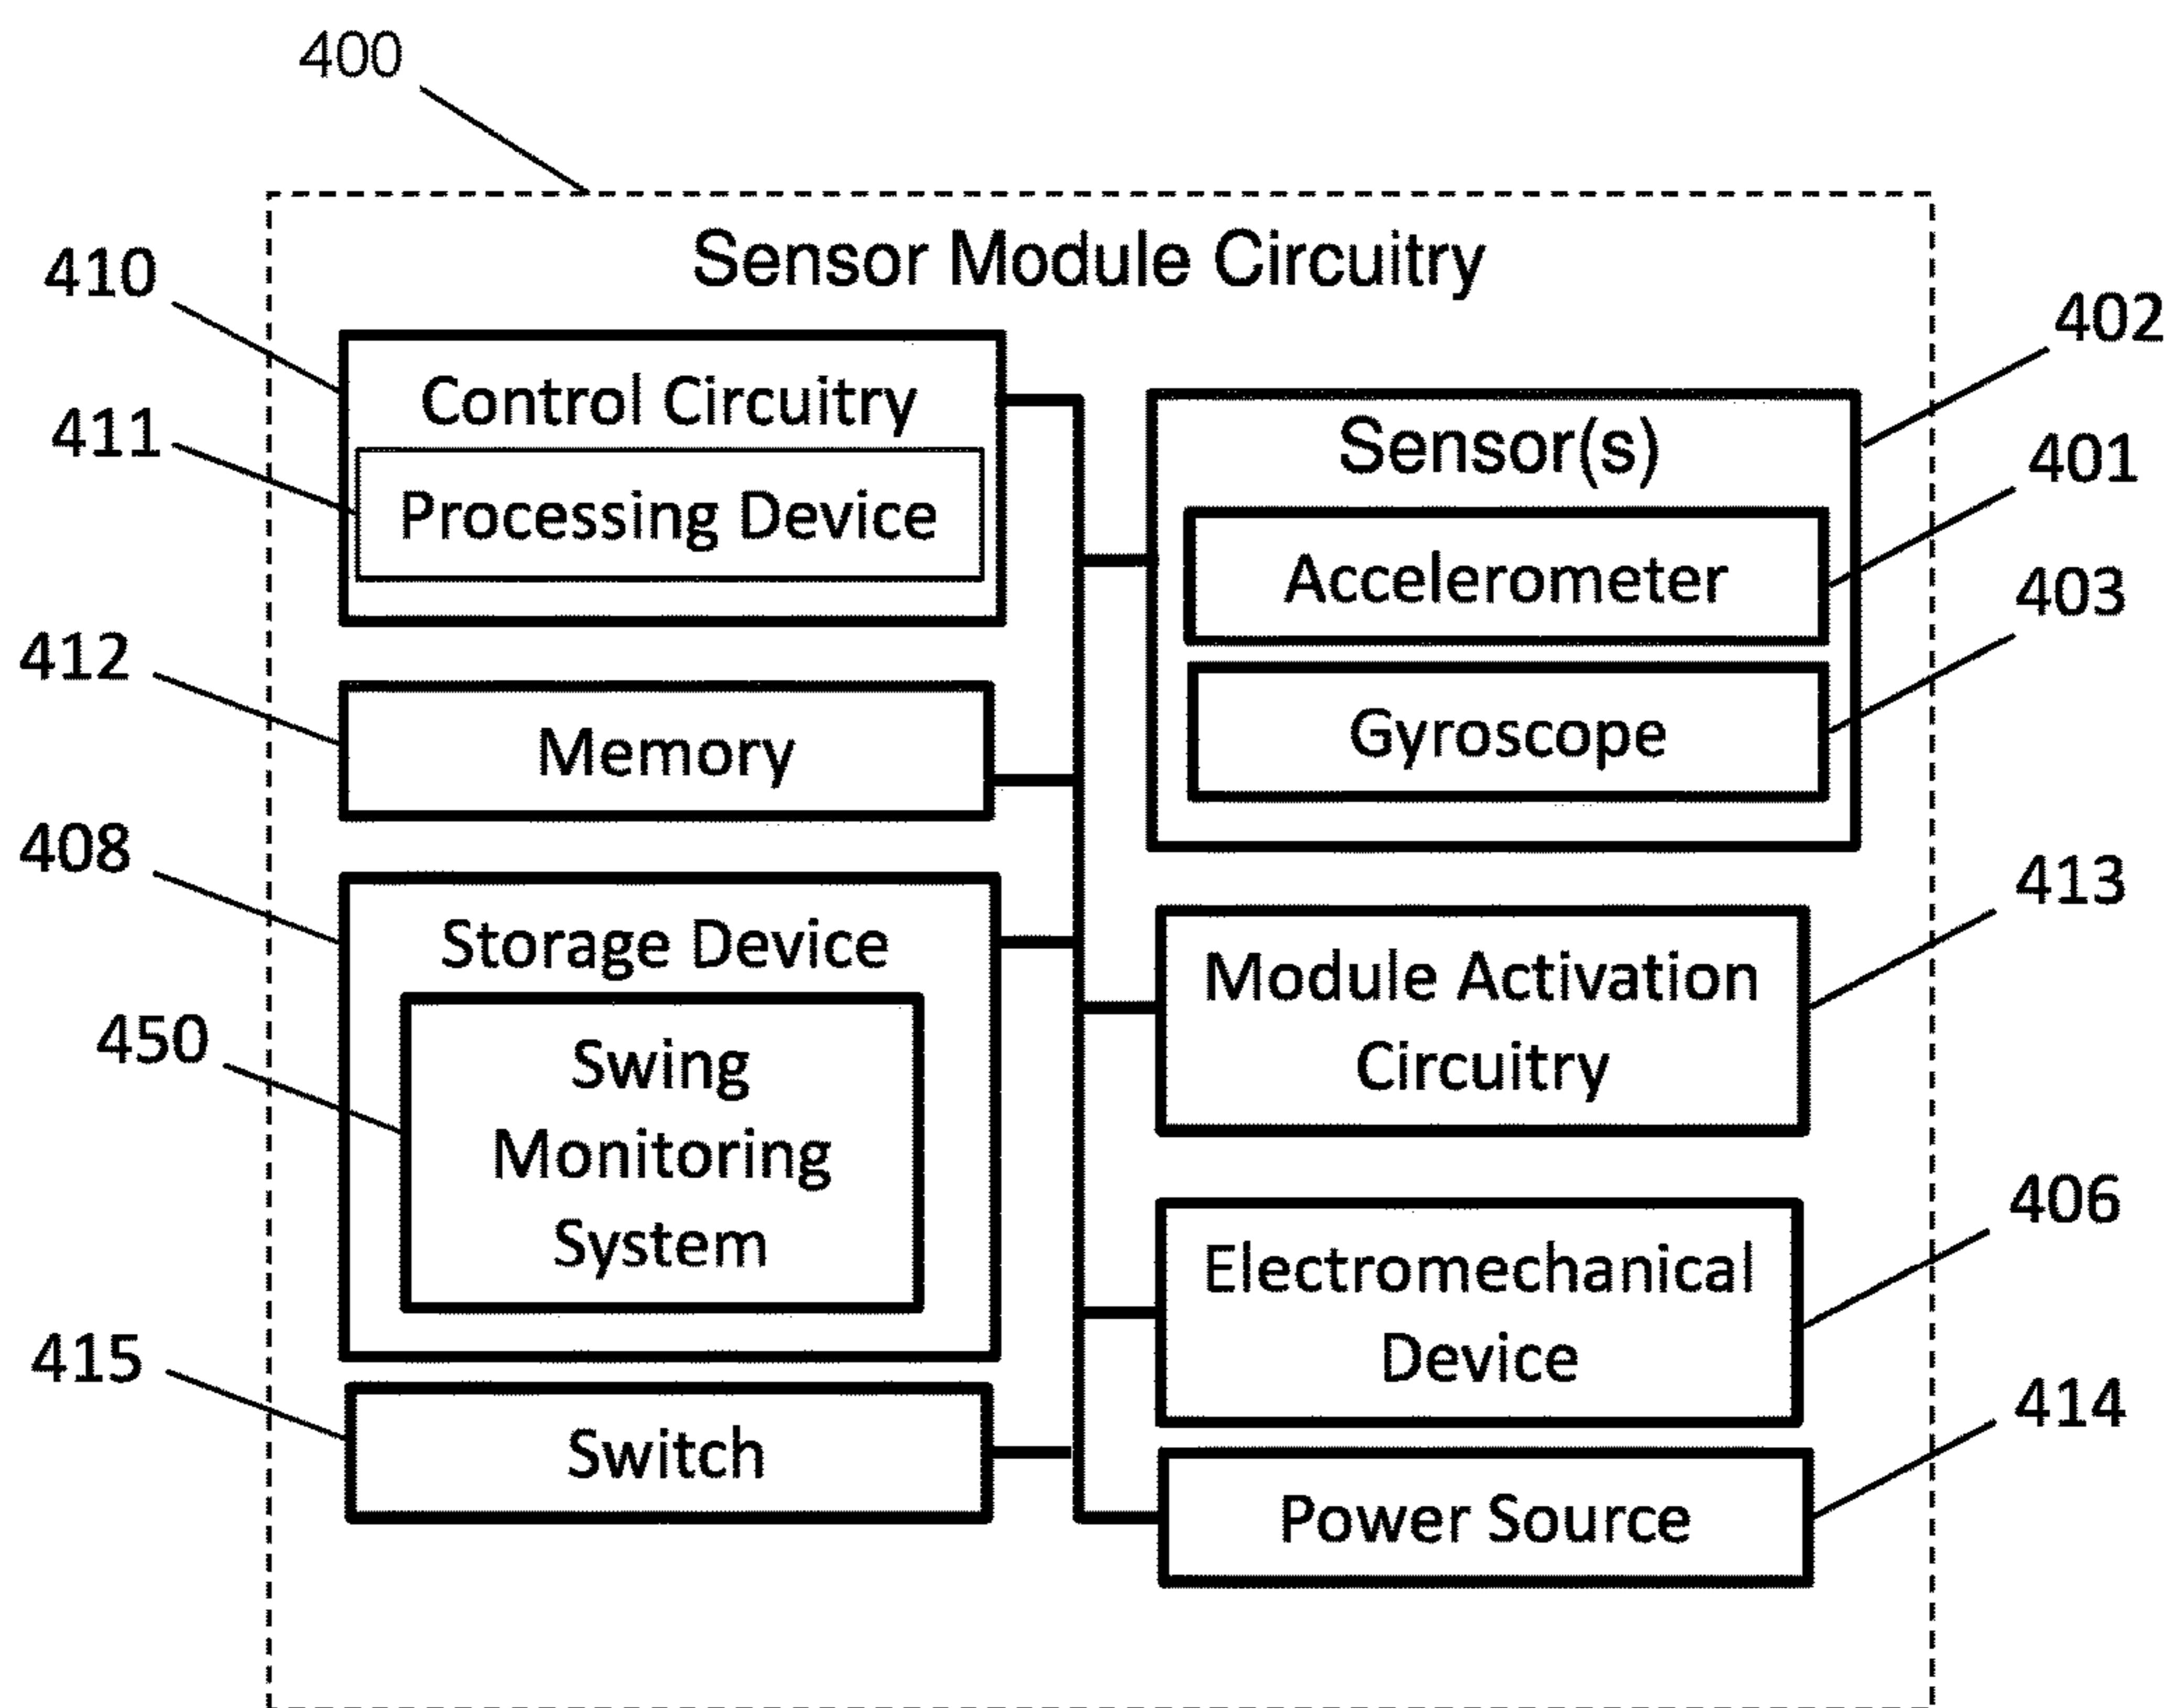 400
Sensor Module Circuitry
410
Control Circuitry
411
Processing Device
412
Memory
408
Storage Device
450
Swing
Monitoring
System
415
Switch
402
Sensor(s)
401
Accelerometer
403
Gyroscope
413
Module Activation
Circuitry
406
Electromechanical
Device
414
Power Source